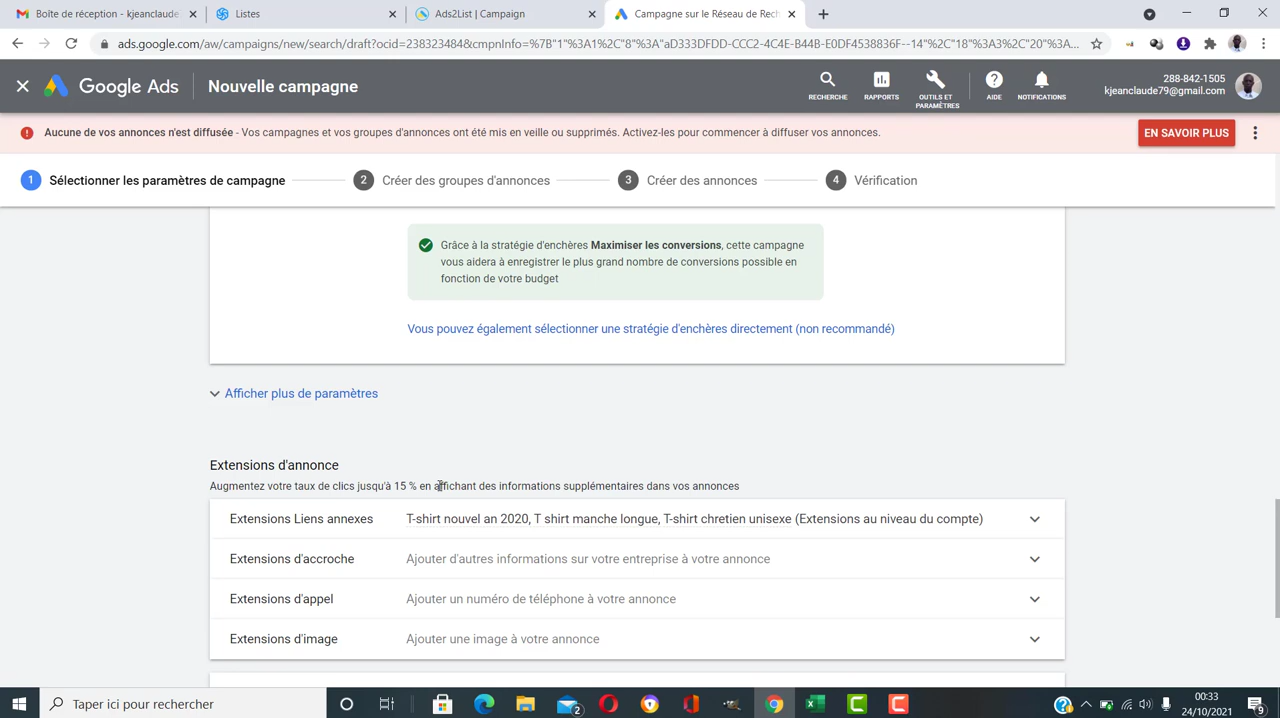 Boîte de réception - kjeanclaude
Listes
Ads2List | Campaign
Campagne sur le Réseau de Rech
ads.google.com/aw/campaigns/new/search/draft?ocid=238323484&cmpnInfo=%7B"1"%3A1%2C"8"%3A"aD333DFDD-CCC2-4C4E-B44B-E0DF4538836F--14"%2C"18"%3A3%2C"20"%3A...
Google Ads
Nouvelle campagne
RECHERCHE
RAPPORTS
OUTILS ET
PARAMÈTRES
AIDE
NOTIFICATIONS
288-842-1505
kjeanclaude79@gmail.com
Aucune de vos annonces n'est diffusée - Vos campagnes et vos groupes d'annonces ont été mis en veille ou supprimés. Activez-les pour commencer à diffuser vos annonces.
EN SAVOIR PLUS
1 Sélectionner les paramètres de campagne
2 Créer des groupes d'annonces
3 Créer des annonces
4 Vérification
Grâce à la stratégie d'enchères Maximiser les conversions, cette campagne
vous aidera à enregistrer le plus grand nombre de conversions possible en
fonction de votre budget
Vous pouvez également sélectionner une stratégie d'enchères directement (non recommandé)
Afficher plus de paramètres
Extensions d'annonce
Augmentez votre taux de clics jusqu'à 15 % en affichant des informations supplémentaires dans vos annonces
Extensions Liens annexes
T-shirt nouvel an 2020, T shirt manche longue, T-shirt chretien unisexe (Extensions au niveau du compte)
Extensions d'accroche
Ajouter d'autres informations sur votre entreprise à votre annonce
Extensions d'appel
Ajouter un numéro de téléphone à votre annonce
Extensions d'image
Ajouter une image à votre annonce
Taper ici pour rechercher
2
00:33
24/10/2021
9